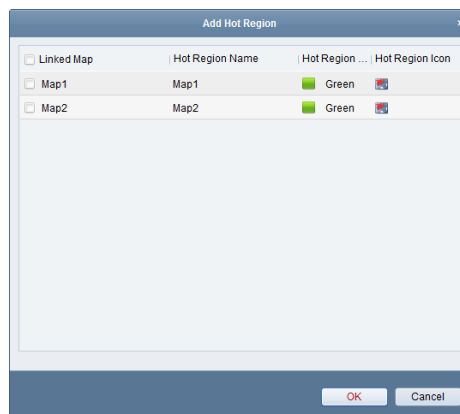 Add Hot Region
Linked Map Hot Region Name Hot Region ... Hot Region Icon
Map1 Map1 Green
Map2 Map2 Green
OK Cancel